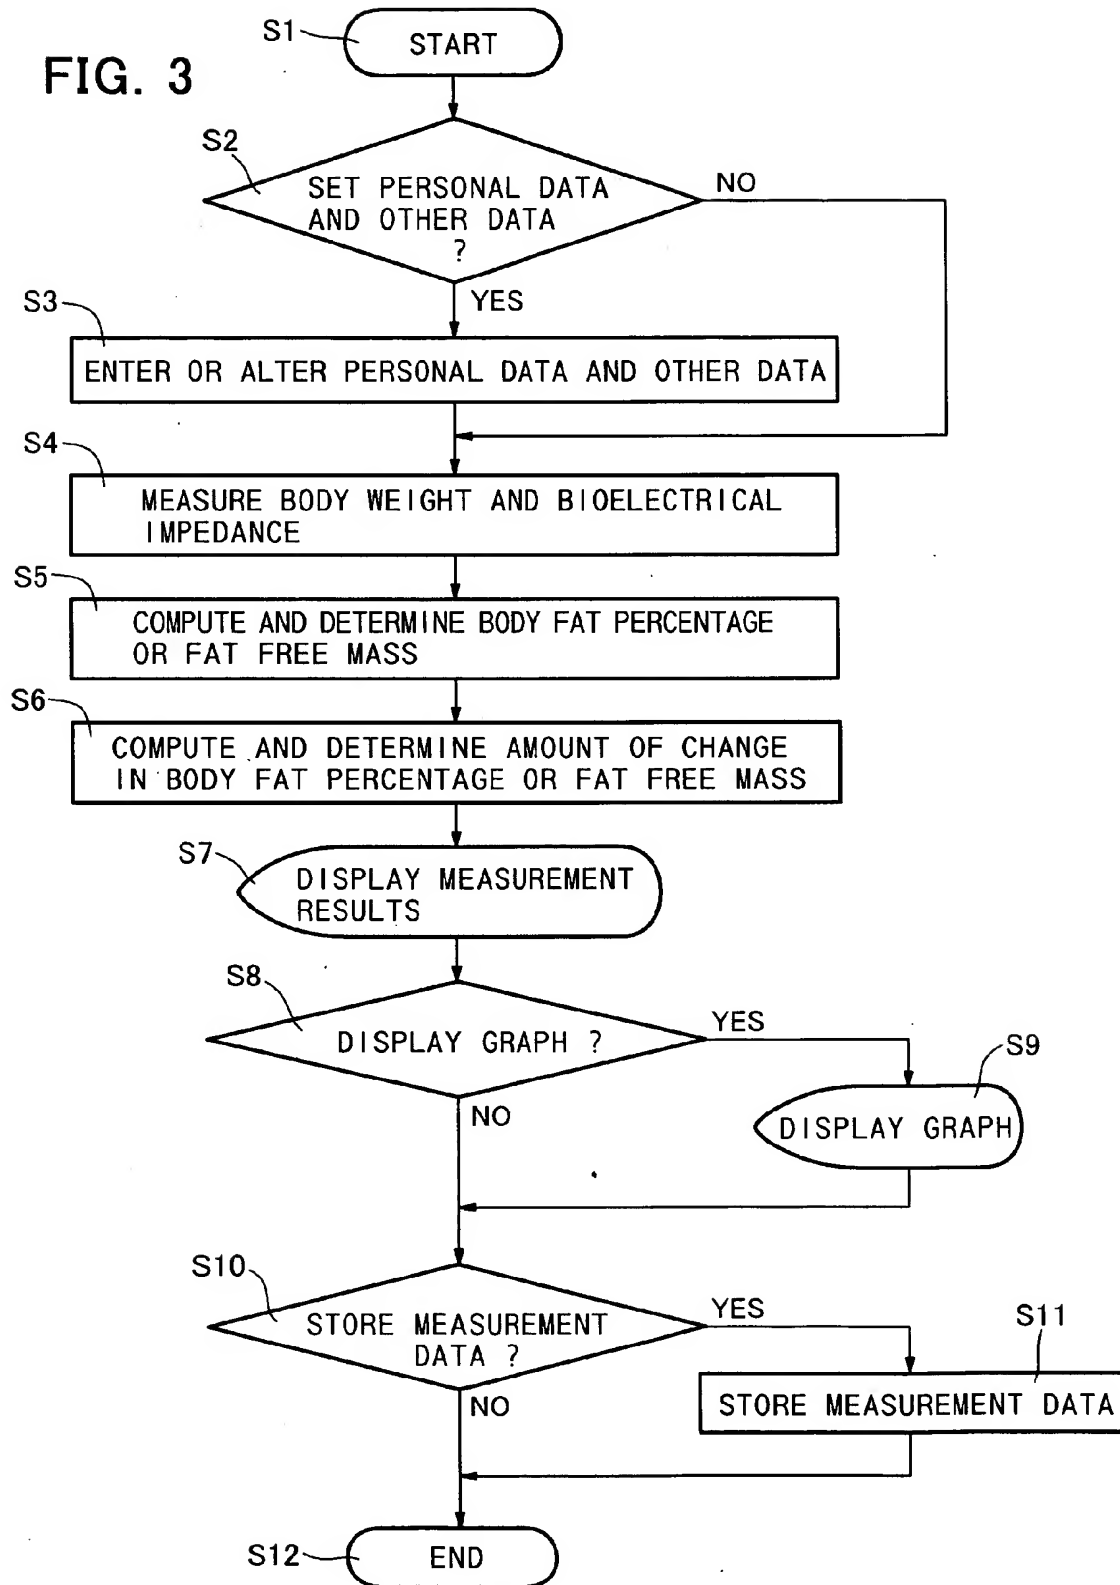 FIG. 3
S1
START
S2
SET PERSONAL DATA
AND OTHER DATA
?
NO
YES
S3
ENTER OR ALTER PERSONAL DATA AND OTHER DATA
S4
MEASURE BODY WEIGHT AND BIOELECTRICAL
IMPEDANCE
S5
COMPUTE AND DETERMINE BODY FAT PERCENTAGE
OR FAT FREE MASS
S6
COMPUTE AND DETERMINE AMOUNT OF CHANGE
IN BODY FAT PERCENTAGE OR FAT FREE MASS
S7
DISPLAY MEASUREMENT
RESULTS
S8
DISPLAY GRAPH ?
YES
NO
S9
DISPLAY GRAPH
S10
STORE MEASUREMENT
DATA ?
YES
NO
S11
STORE MEASUREMENT DATA
S12
END